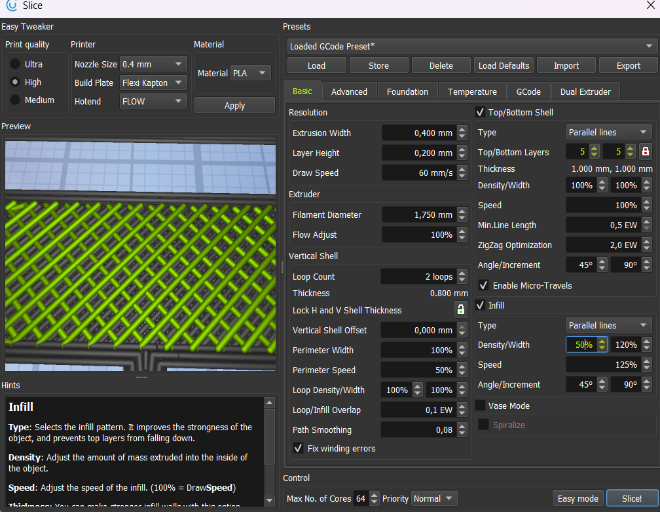 Slice
Easy Tweaker
Print quality
Ultra
High
Medium
Printer
Nozzle Size 0.4 mm
Build Plate Flexi Kapton
Hotend FLOW
Material
Material PLA
Apply
Preview
Hints
Infill
Type: Selects the infill pattern. It improves the strongness of the
object, and prevents top layers from falling down.
Density: Adjust the amount of mass extruded into the inside of
the object.
Speed: Adjust the speed of the infill. (100% = DrawSpeed)
Presets
Loaded GCode Preset*
Load Store Delete Load Defaults Import Export
Basic Advanced Foundation Temperature GCode Dual Extruder
Resolution
Extrusion Width 0,400 mm
Layer Height 0,200 mm
Draw Speed 60 mm/s
Extruder
Filament Diameter 1,750 mm
Flow Adjust 100%
Vertical Shell
Loop Count 2 loops
Thickness 0.800 mm
Lock H and V Shell Thickness
Vertical Shell Offset 0,000 mm
Perimeter Width 100%
Perimeter Speed 50%
Loop Density/Width 100% 100%
Loop/Infill Overlap 0,1 EW
Path Smoothing 0,08
Fix winding errors
Top/Bottom Shell
Type Parallel lines
Top/Bottom Layers 5 5
Thickness 1.000 mm, 1.000 mm
Density/Width 100% 100%
Speed 100%
Min.Line Length 0,5 EW
ZigZag Optimization 2,0 EW
Angle/Increment 45º 90º
Enable Micro-Travels
Infill
Type Parallel lines
Density/Width 50% 120%
Speed 125%
Angle/Increment 45º 90º
Vase Mode
Spiralize
Control
Max No. of Cores 64 Priority Normal Easy mode Slice!